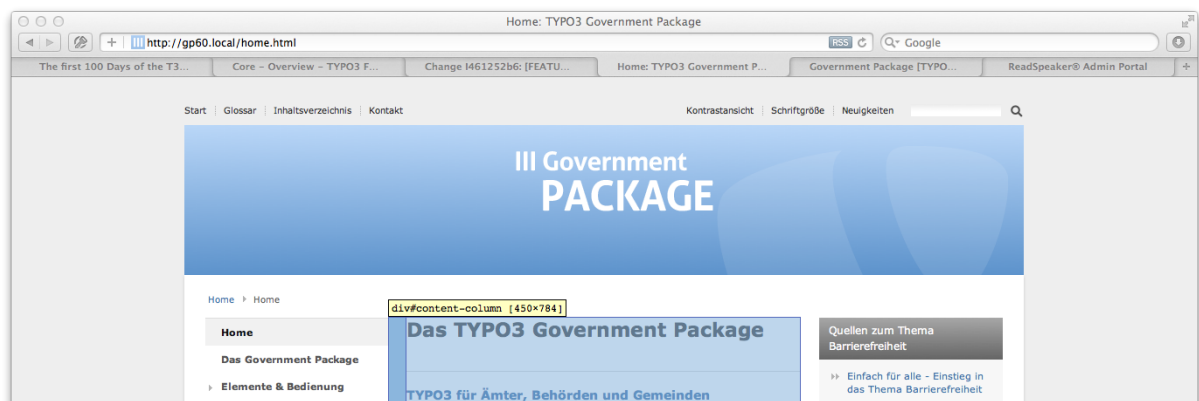 Home: TYPO3 Government Package
http://gp60.local/home.html
RSS
Google
The first 100 Days of the T3...
Core – Overview – TYPO3 F...
Change I461252b6: [FEATU...
Home: TYPO3 Government P...
Government Package [TYPO...
ReadSpeaker® Admin Portal
Start
Glossar
Inhaltsverzeichnis
Kontakt
Kontrastansicht
Schriftgröße
Neuigkeiten
III Government
PACKAGE
Home
Home
div#content-column [450×784]
Home
Das Government Package
Elemente & Bedienung
Das TYPO3 Government Package
TYPO3 für Ämter, Behörden und Gemeinden
Quellen zum Thema
Barrierefreiheit
Einfach für alle - Einstieg in
das Thema Barrierefreiheit